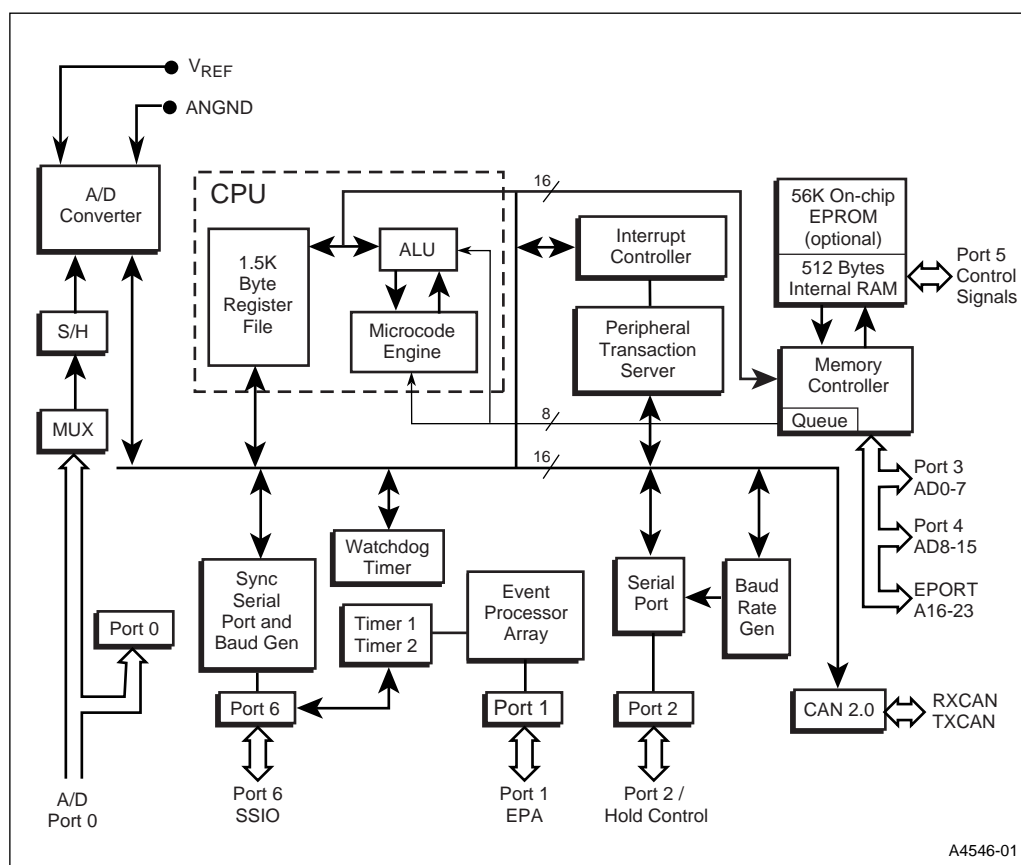 VREF
ANGND
A/D
Converter
S/H
MUX
Port 0
A/D
Port 0
CPU
1.5K
Byte
Register
File
ALU
Microcode
Engine
16
8
16
Interrupt
Controller
Peripheral
Transaction
Server
56K On-chip
EPROM
(optional)
512 Bytes
Internal RAM
Port 5
Control
Signals
Memory
Controller
Queue
Port 3
AD0-7
Port 4
AD8-15
EPORT
A16-23
Sync
Serial
Port and
Baud Gen
Port 6
Port 6
SSIO
Watchdog
Timer
Timer 1
Timer 2
Event
Processor
Array
Port 1
Port 1
EPA
Serial
Port
Port 2
Port 2 /
Hold Control
Baud
Rate
Gen
CAN 2.0
RXCAN
TXCAN
A4546-01